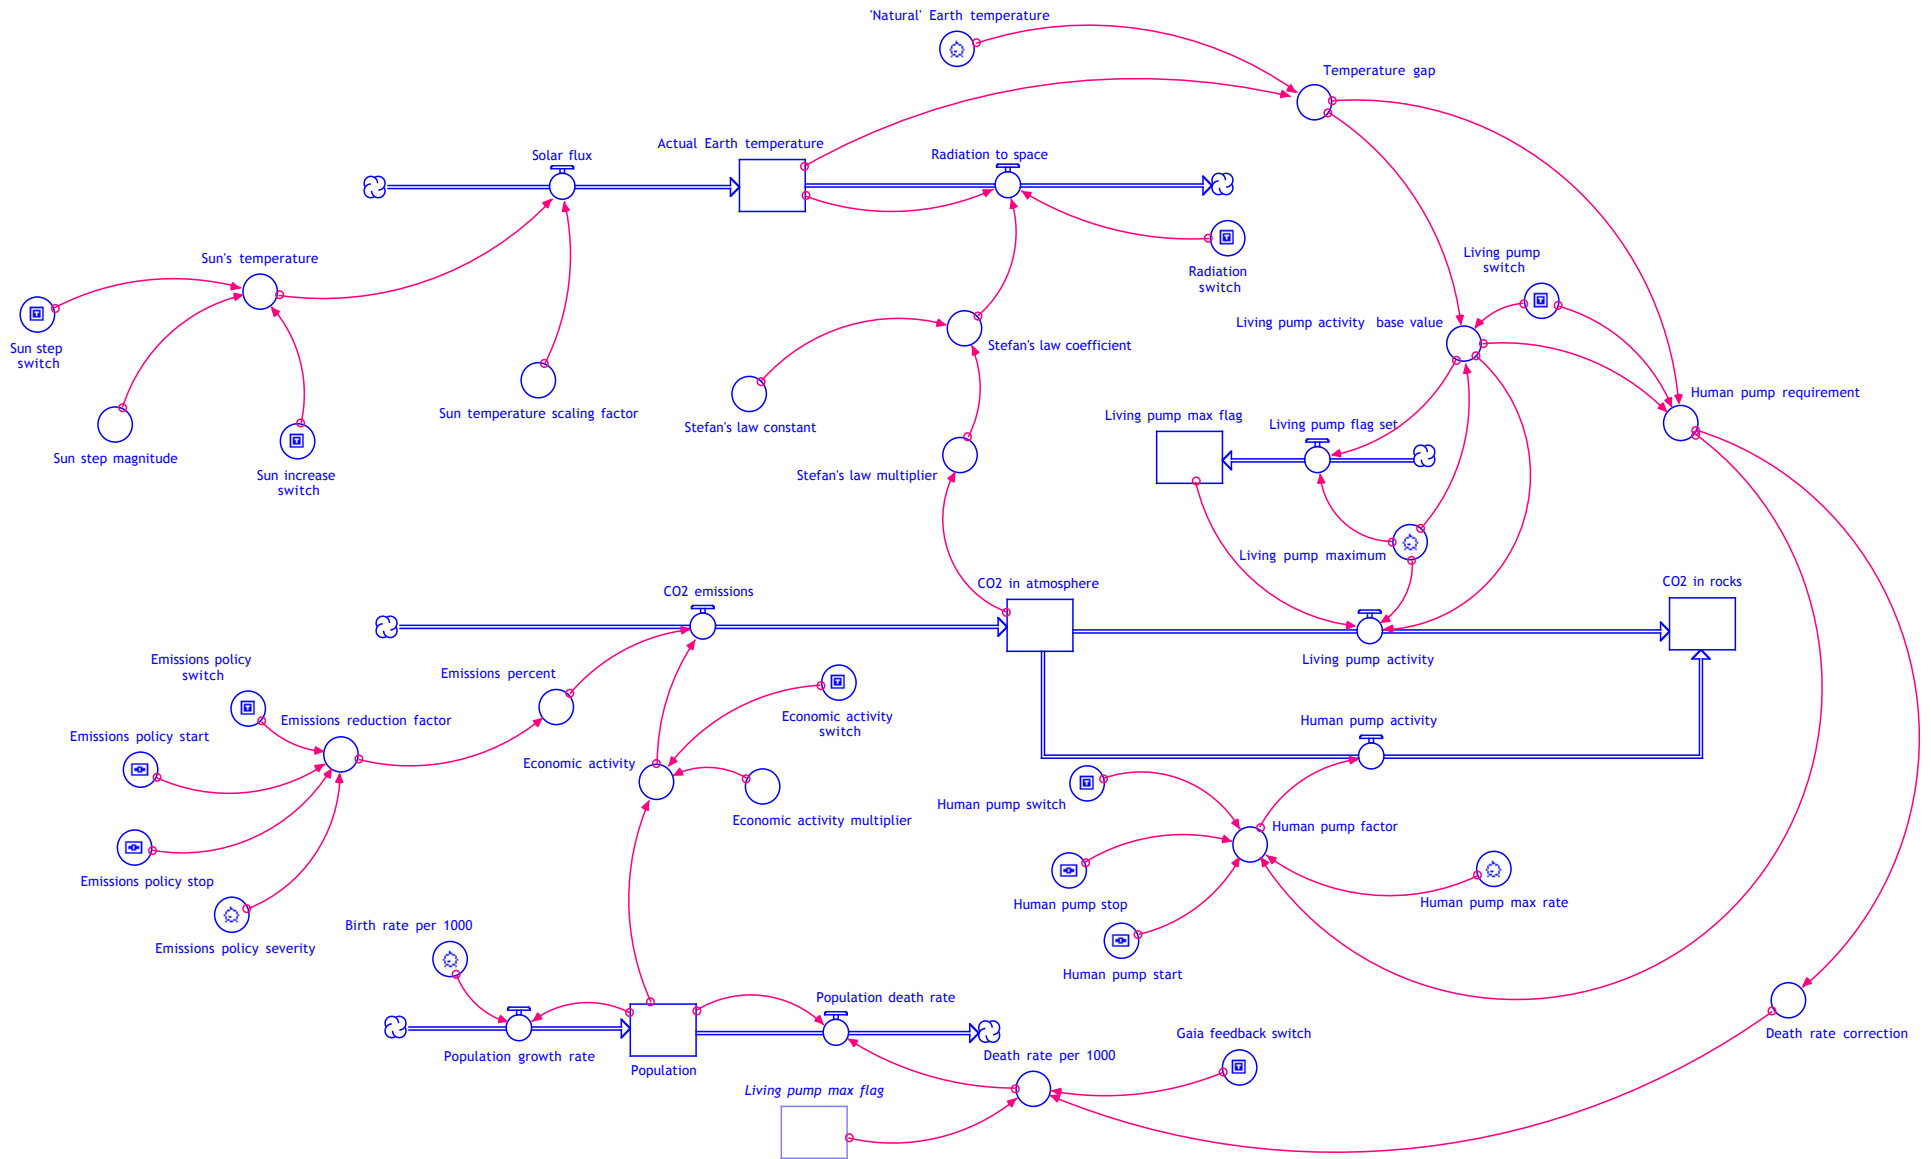 'Natural' Earth temperature
Temperature gap
Actual Earth temperature
Solar flux
Radiation to space
Sun's temperature
Radiation
switch
Living pump
switch
Sun step
switch
Living pump activity base value
Stefan's law coefficient
Sun temperature scaling factor
Stefan's law constant
Human pump requirement
Living pump max flag
Living pump flag set
Sun step magnitude
Sun increase
switch
Stefan's law multiplier
Living pump maximum
CO2 emissions
CO2 in atmosphere
CO2 in rocks
Living pump activity
Emissions policy
switch
Emissions percent
Economic activity
switch
Emissions reduction factor
Human pump activity
Emissions policy start
Economic activity
Human pump switch
Economic activity multiplier
Human pump factor
Emissions policy stop
Human pump stop
Human pump max rate
Birth rate per 1000
Emissions policy severity
Human pump start
Population death rate
Population growth rate
Population
Death rate per 1000
Gaia feedback switch
Death rate correction
Living pump max flag